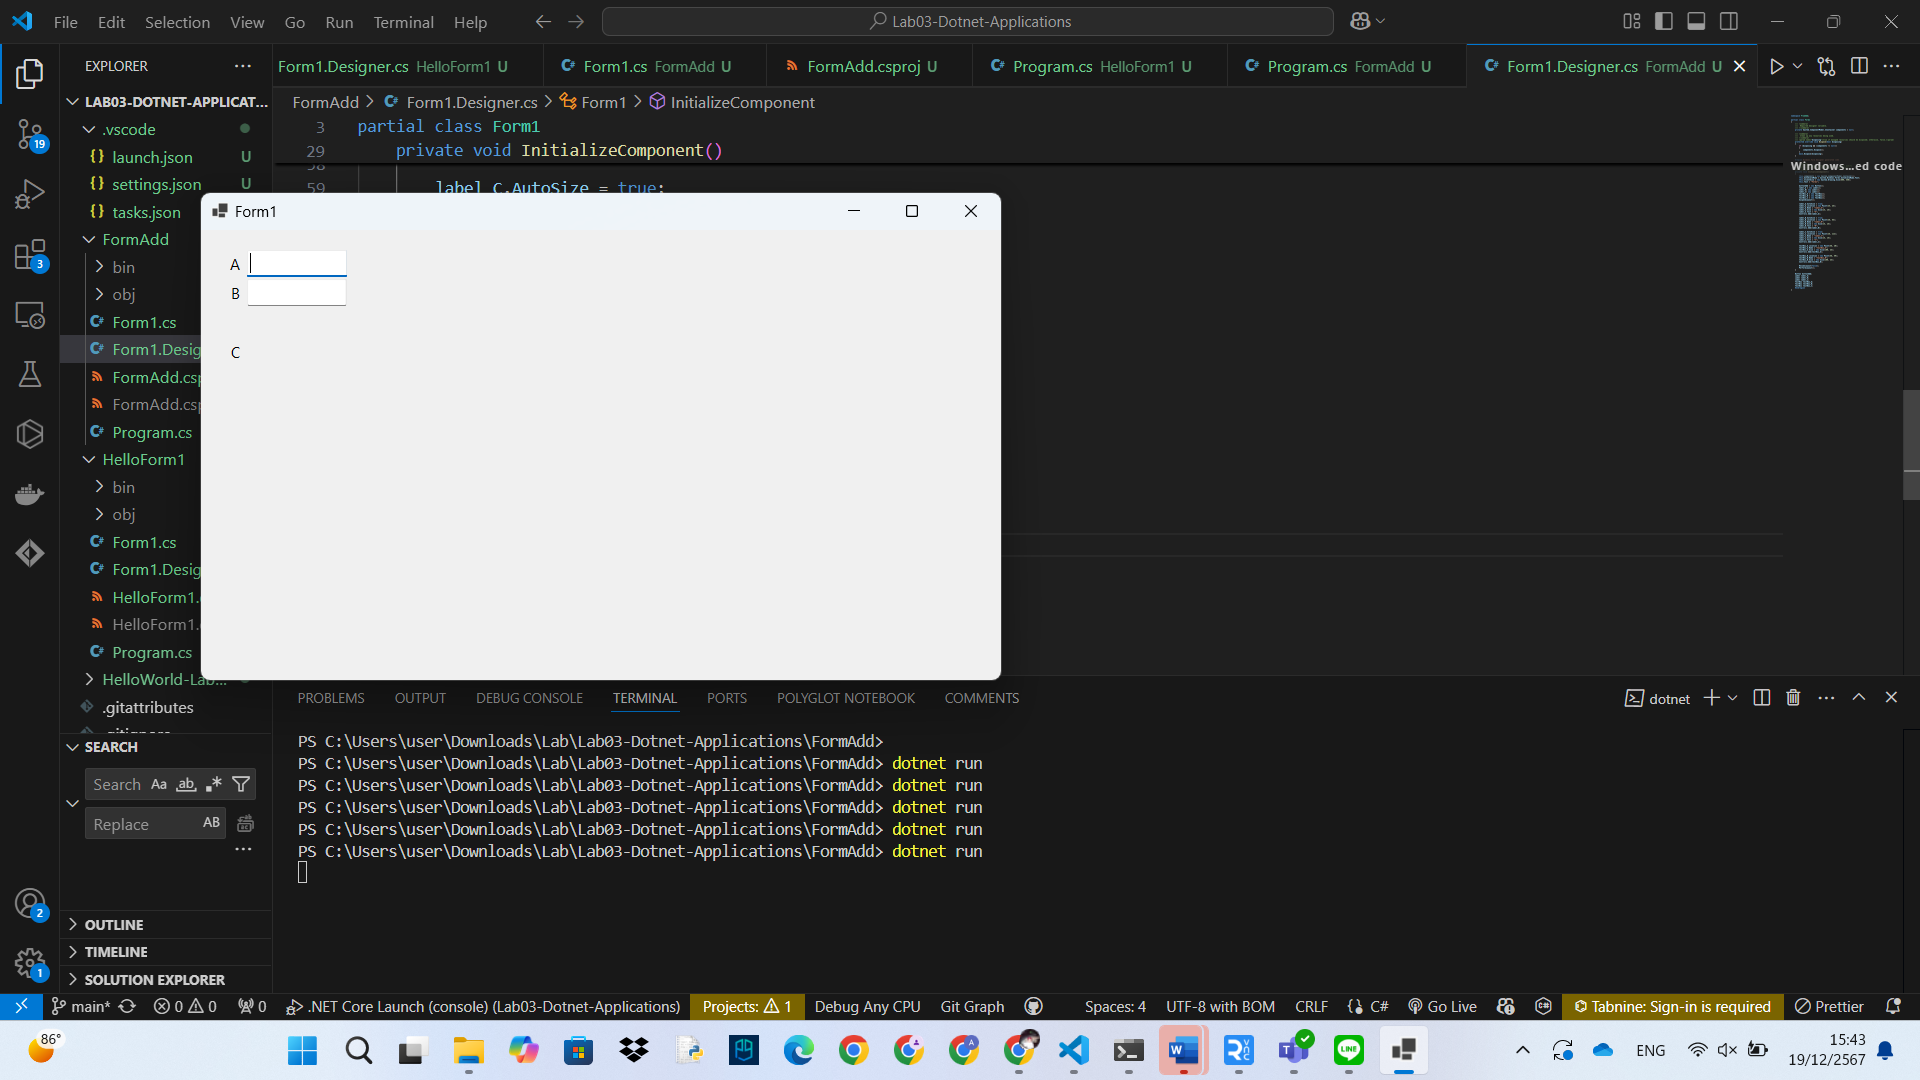 File Edit Selection View Go Run Terminal Help
Lab03-Dotnet-Applications
EXPLORER
Form1.Designer.cs HelloForm1 U
Form1.cs FormAdd U
FormAdd.csproj U
Program.cs HelloForm1 U
Program.cs FormAdd U
Form1.Designer.cs FormAdd U
FormAdd > Form1.Designer.cs > Form1 > InitializeComponent
LAB03-DOTNET-APPLICAT...
.vscode
launch.json U
settings.json U
tasks.json
FormAdd
bin
obj
Form1.cs
Form1.Desig
FormAdd.csp
FormAdd.csp
Program.cs
HelloForm1
bin
obj
Form1.cs
Form1.Desig
HelloForm1.
HelloForm1.
Program.cs
HelloWorld-Lab...
.gitattributes
.gitignore
3 partial class Form1
29 private void InitializeComponent()
58
59 label_C.AutoSize = true;
Windows...ed code
Form1
A
B
C
SEARCH
Search Aa ab
Replace AB
OUTLINE
TIMELINE
SOLUTION EXPLORER
PROBLEMS OUTPUT DEBUG CONSOLE TERMINAL PORTS POLYGLOT NOTEBOOK COMMENTS
dotnet
PS C:\Users\user\Downloads\Lab\Lab03-Dotnet-Applications\FormAdd>
PS C:\Users\user\Downloads\Lab\Lab03-Dotnet-Applications\FormAdd> dotnet run
PS C:\Users\user\Downloads\Lab\Lab03-Dotnet-Applications\FormAdd> dotnet run
PS C:\Users\user\Downloads\Lab\Lab03-Dotnet-Applications\FormAdd> dotnet run
PS C:\Users\user\Downloads\Lab\Lab03-Dotnet-Applications\FormAdd> dotnet run
PS C:\Users\user\Downloads\Lab\Lab03-Dotnet-Applications\FormAdd> dotnet run
19
3
2
1
main* 0 0 0 .NET Core Launch (console) (Lab03-Dotnet-Applications) Projects: 1 Debug Any CPU Git Graph Spaces: 4 UTF-8 with BOM CRLF C# Go Live Tabnine: Sign-in is required Prettier
86°
ENG
15:43
19/12/2567